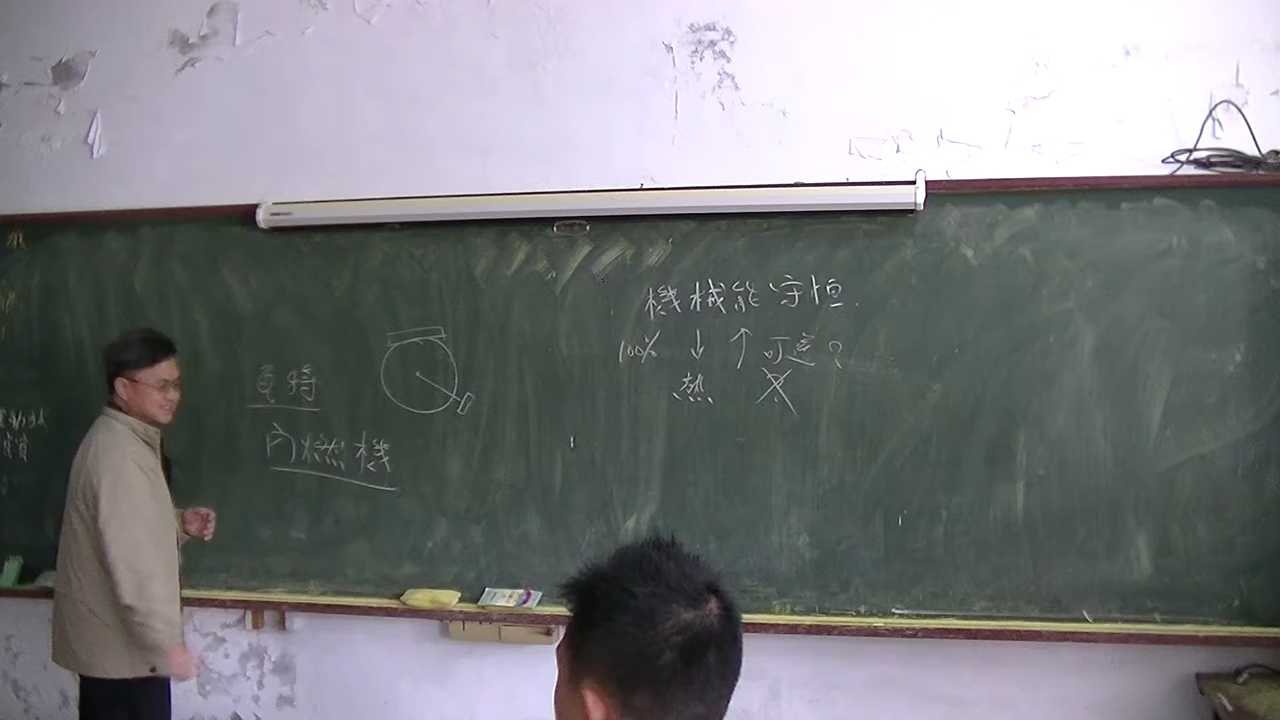 機械能守恒
100% ↓ ↑ 可逆?
熱
瓦特
內燃機